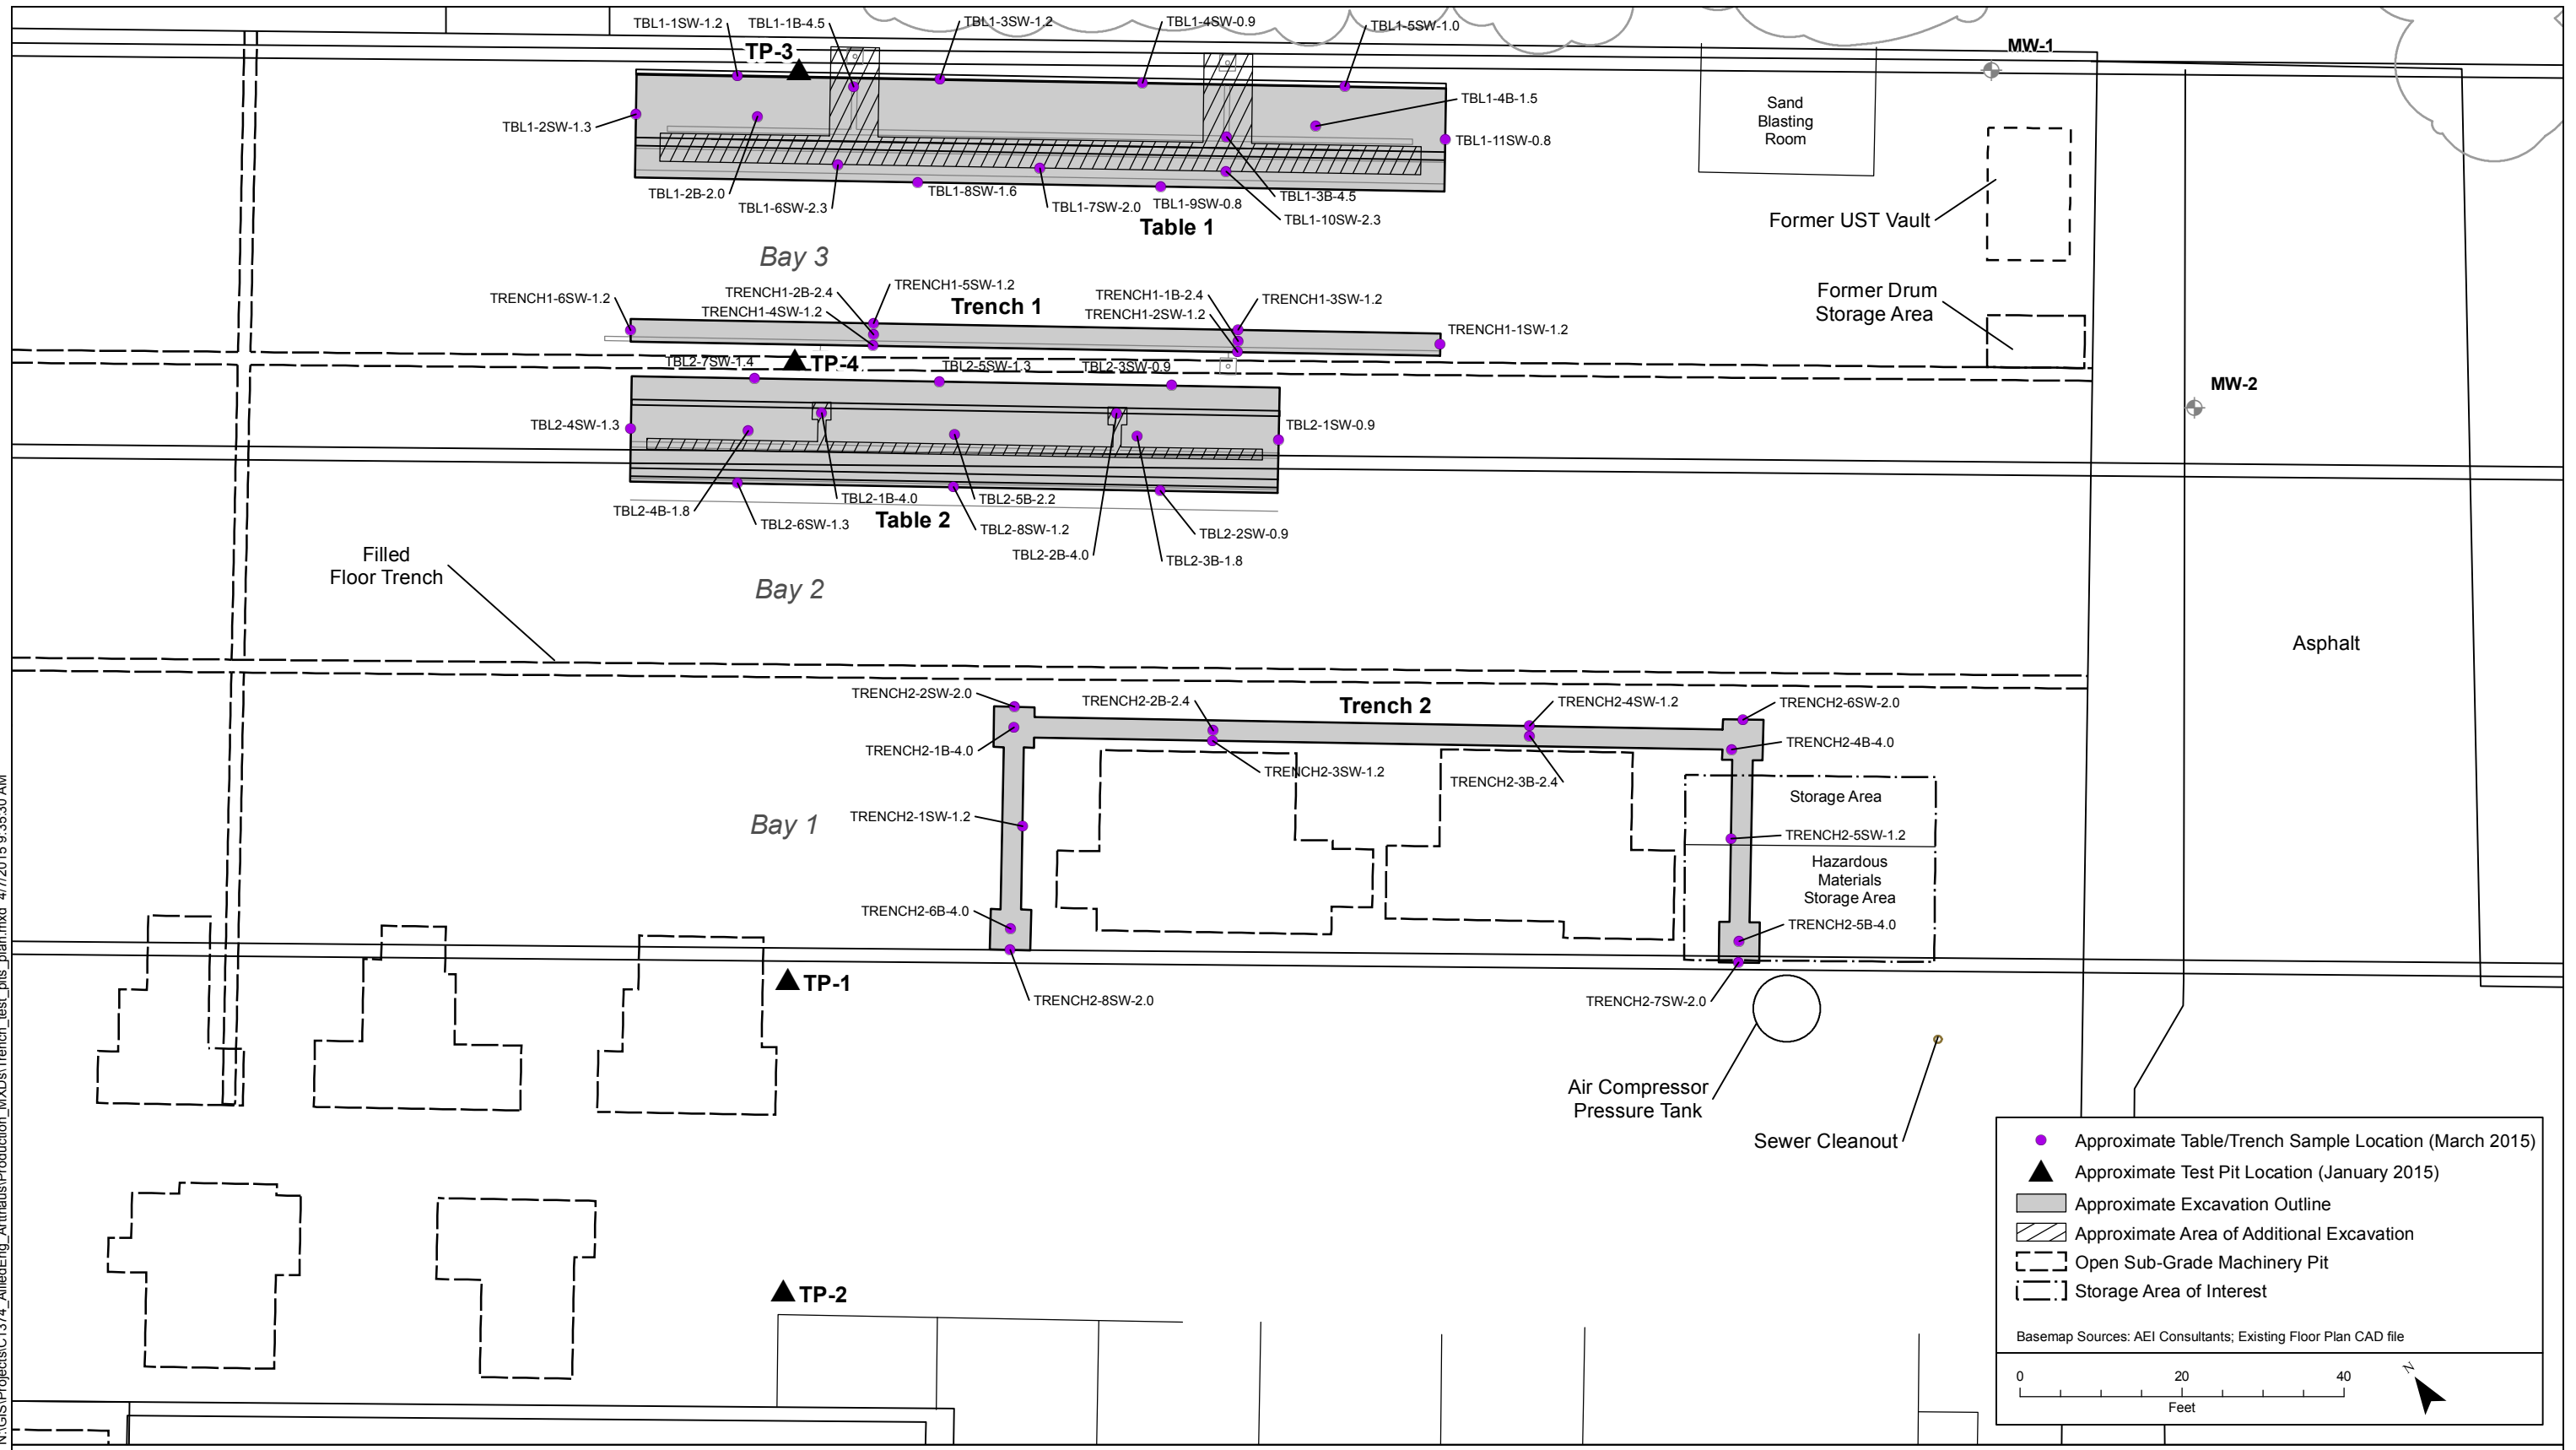 TBL1-1SW-1.2
TBL1-1B-4.5
TBL1-3SW-1.2
TBL1-4SW-0.9
TBL1-5SW-1.0
TP-3
MW-1
TBL1-4B-1.5
Sand
Blasting
Room
TBL1-2SW-1.3
TBL1-11SW-0.8
TBL1-2B-2.0
TBL1-8SW-1.6
TBL1-3B-4.5
TBL1-6SW-2.3
TBL1-7SW-2.0
TBL1-9SW-0.8
TBL1-10SW-2.3
Table 1
Former UST Vault
Bay 3
TRENCH1-6SW-1.2
TRENCH1-2B-2.4
TRENCH1-5SW-1.2
TRENCH1-4SW-1.2
Trench 1
TRENCH1-1B-2.4
TRENCH1-3SW-1.2
TRENCH1-2SW-1.2
TRENCH1-1SW-1.2
Former Drum
Storage Area
TBL2-7SW-1.4
TP-4
TBL2-5SW-1.3
TBL2-3SW-0.9
MW-2
TBL2-4SW-1.3
TBL2-1SW-0.9
TBL2-4B-1.8
TBL2-1B-4.0
TBL2-5B-2.2
TBL2-6SW-1.3
Table 2
TBL2-8SW-1.2
TBL2-2SW-0.9
TBL2-2B-4.0
TBL2-3B-1.8
Filled
Floor Trench
Bay 2
Asphalt
TRENCH2-2SW-2.0
TRENCH2-2B-2.4
Trench 2
TRENCH2-4SW-1.2
TRENCH2-6SW-2.0
TRENCH2-1B-4.0
TRENCH2-4B-4.0
TRENCH2-3SW-1.2
TRENCH2-3B-2.4
Storage Area
Bay 1
TRENCH2-1SW-1.2
TRENCH2-5SW-1.2
Hazardous
Materials
Storage Area
TRENCH2-6B-4.0
TRENCH2-5B-4.0
TP-1
TRENCH2-8SW-2.0
TRENCH2-7SW-2.0
Air Compressor
Pressure Tank
Sewer Cleanout
TP-2
Approximate Table/Trench Sample Location (March 2015)
Approximate Test Pit Location (January 2015)
Approximate Excavation Outline
Approximate Area of Additional Excavation
Open Sub-Grade Machinery Pit
Storage Area of Interest
Basemap Sources: AEI Consultants; Existing Floor Plan CAD file
0 20 40
Feet
N